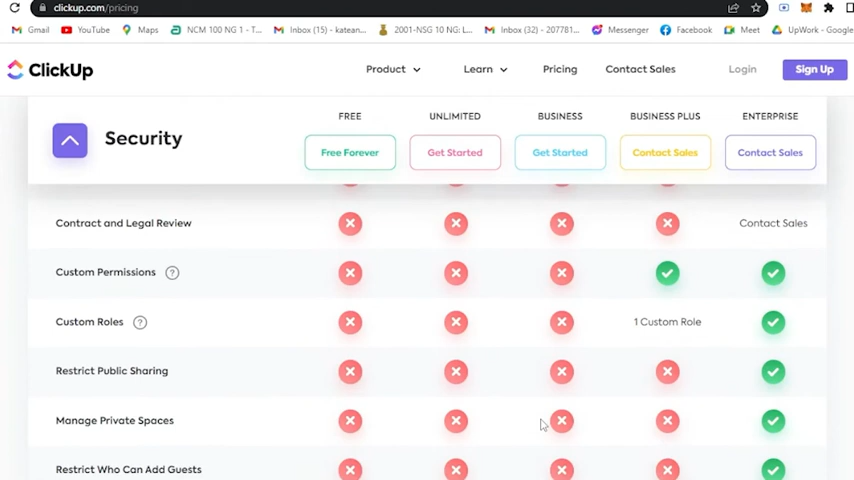 clickup.com/pricing
Gmail YouTube Maps NCM 100 NG 1 - T... Inbox (15) - katean... 2001-NSG 10 NG: L... Inbox (32) - 207781... Messenger Facebook Meet UpWork - Google
ClickUp Product Learn Pricing Contact Sales Login Sign Up
FREE UNLIMITED BUSINESS BUSINESS PLUS ENTERPRISE
Security Free Forever Get Started Get Started Contact Sales Contact Sales
Contract and Legal Review Contact Sales
Custom Permissions ?
Custom Roles ? 1 Custom Role
Restrict Public Sharing
Manage Private Spaces
Restrict Who Can Add Guests